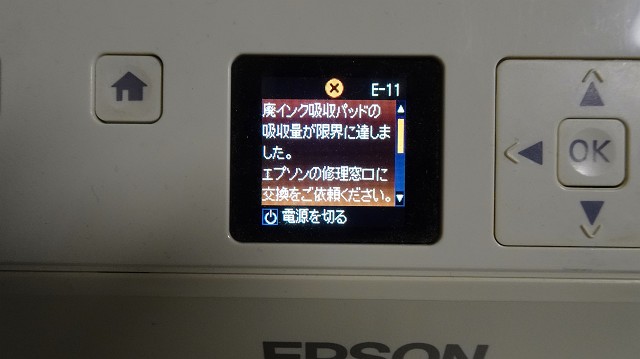 E-11
廃インク吸収パッドの
吸収量が限界に達しま
した。
エプソンの修理窓口に
交換をご依頼ください。
電源を切る
OK
EPSON